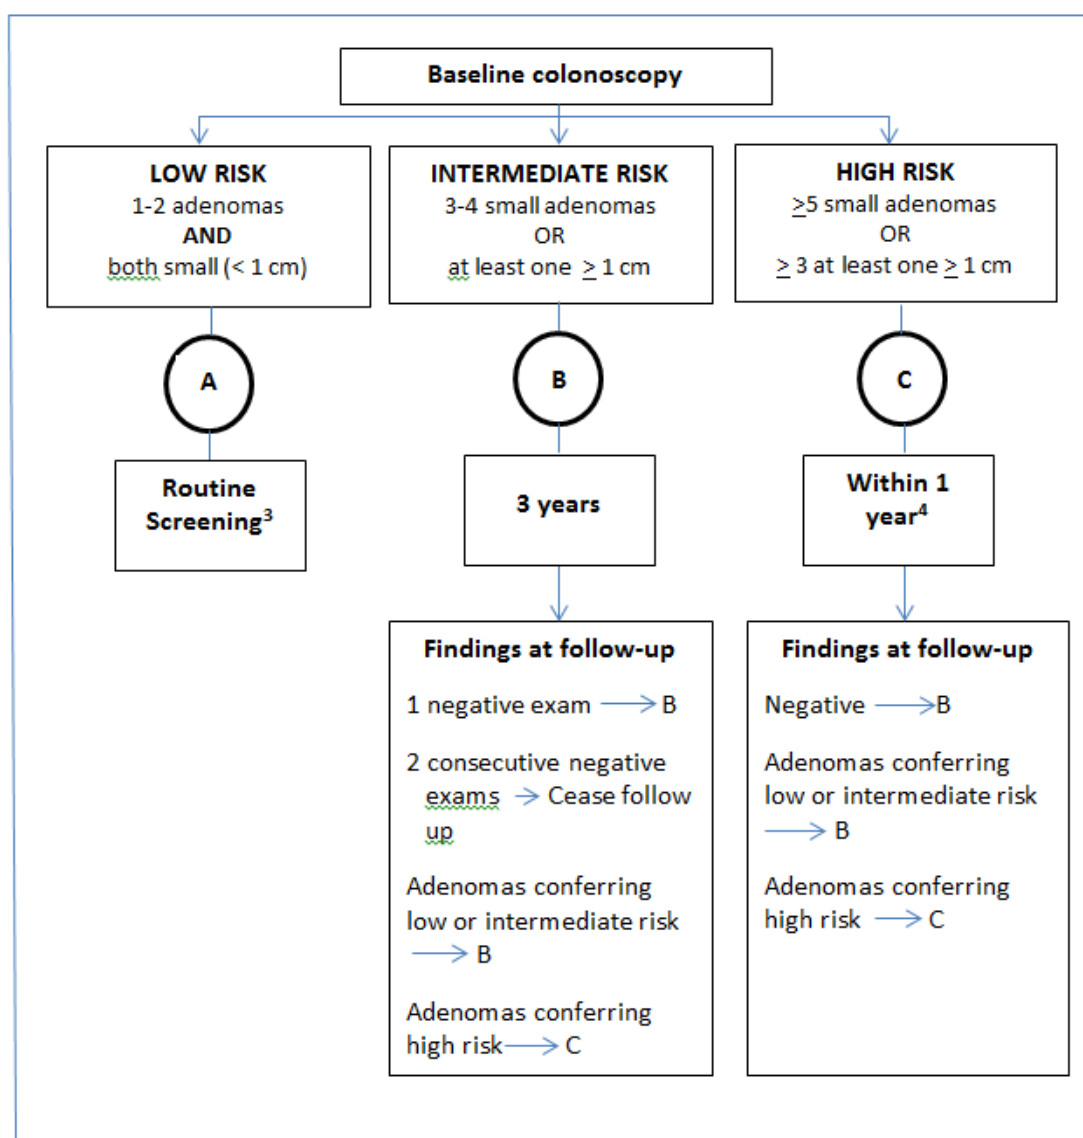 Baseline colonoscopy
LOW RISK
1-2 adenomas
AND
both small (< 1 cm)
INTERMEDIATE RISK
3-4 small adenomas
OR
at least one ≥ 1 cm
HIGH RISK
≥5 small adenomas
OR
≥ 3 at least one ≥ 1 cm
A
B
C
Routine
Screening³
3 years
Within 1
year⁴
Findings at follow-up
1 negative exam → B
2 consecutive negative
exams → Cease follow
up
Adenomas conferring
low or intermediate risk
→ B
Adenomas conferring
high risk → C
Findings at follow-up
Negative → B
Adenomas conferring
low or intermediate risk
→ B
Adenomas conferring
high risk → C